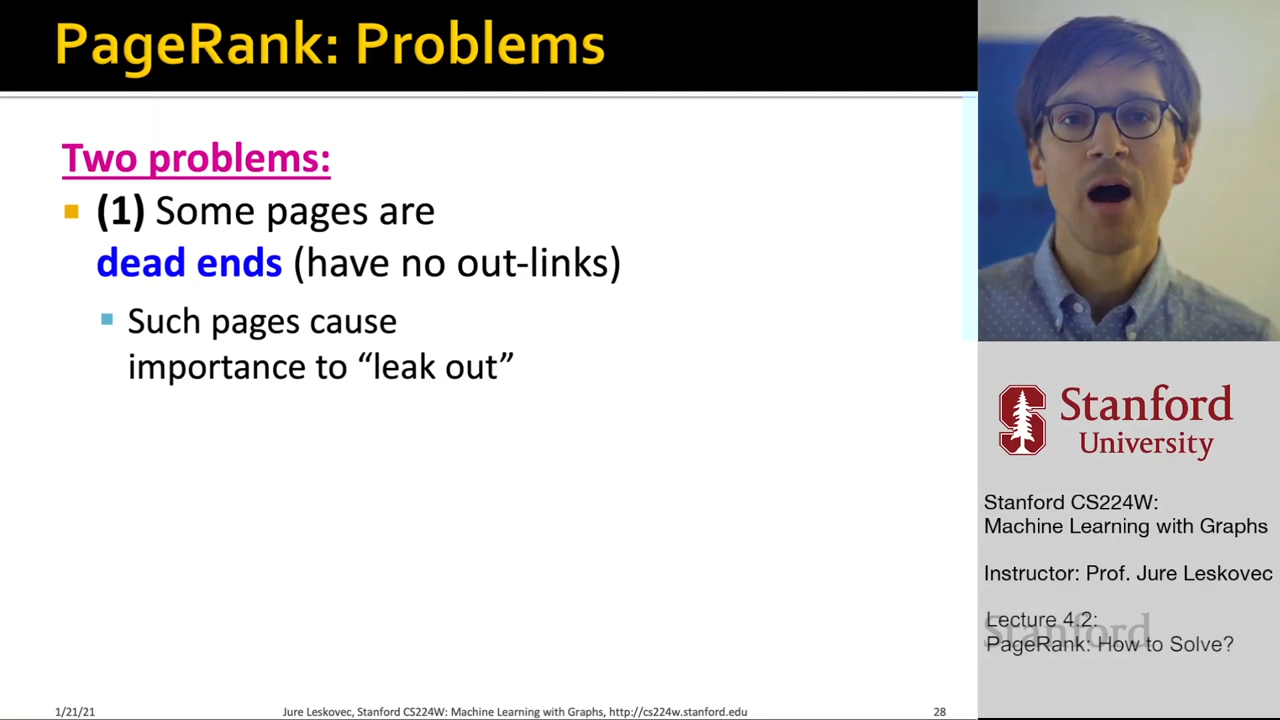 PageRank: Problems
Two problems:
(1) Some pages are
dead ends (have no out-links)
Such pages cause
importance to “leak out”
1/21/21
Jure Leskovec, Stanford CS224W: Machine Learning with Graphs, http://cs224w.stanford.edu
28
Stanford
University
Stanford CS224W:
Machine Learning with Graphs
Instructor: Prof. Jure Leskovec
Lecture 4.2:
Stanford
PageRank: How to Solve?